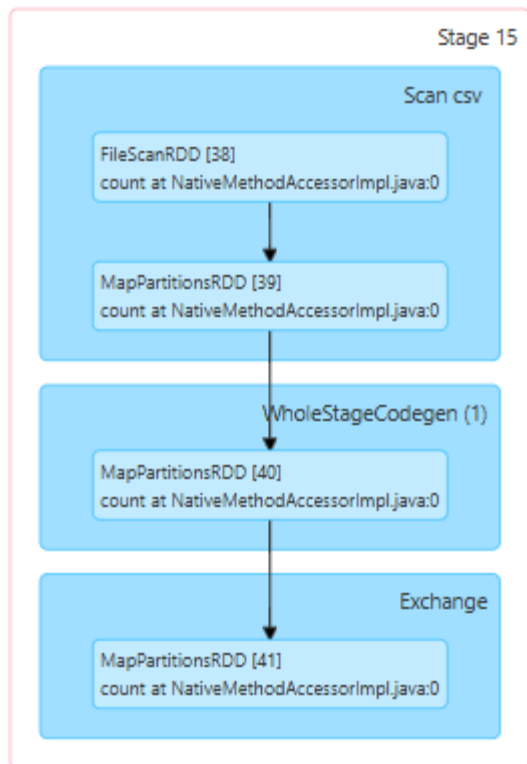 Stage 15
Scan csv
FileScanRDD [38]
count at NativeMethodAccessorImpl.java:0
MapPartitionsRDD [39]
count at NativeMethodAccessorImpl.java:0
WholeStageCodegen (1)
MapPartitionsRDD [40]
count at NativeMethodAccessorImpl.java:0
Exchange
MapPartitionsRDD [41]
count at NativeMethodAccessorImpl.java:0